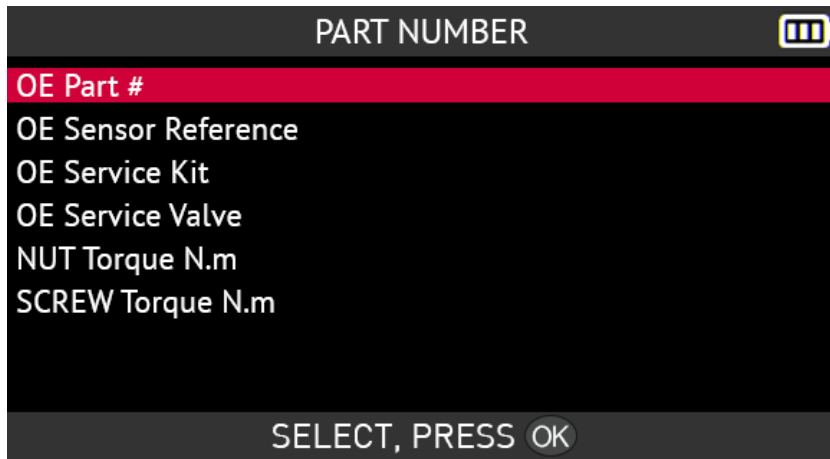 PART NUMBER
OE Part #
OE Sensor Reference
OE Service Kit
OE Service Valve
NUT Torque N.m
SCREW Torque N.m
SELECT, PRESS OK